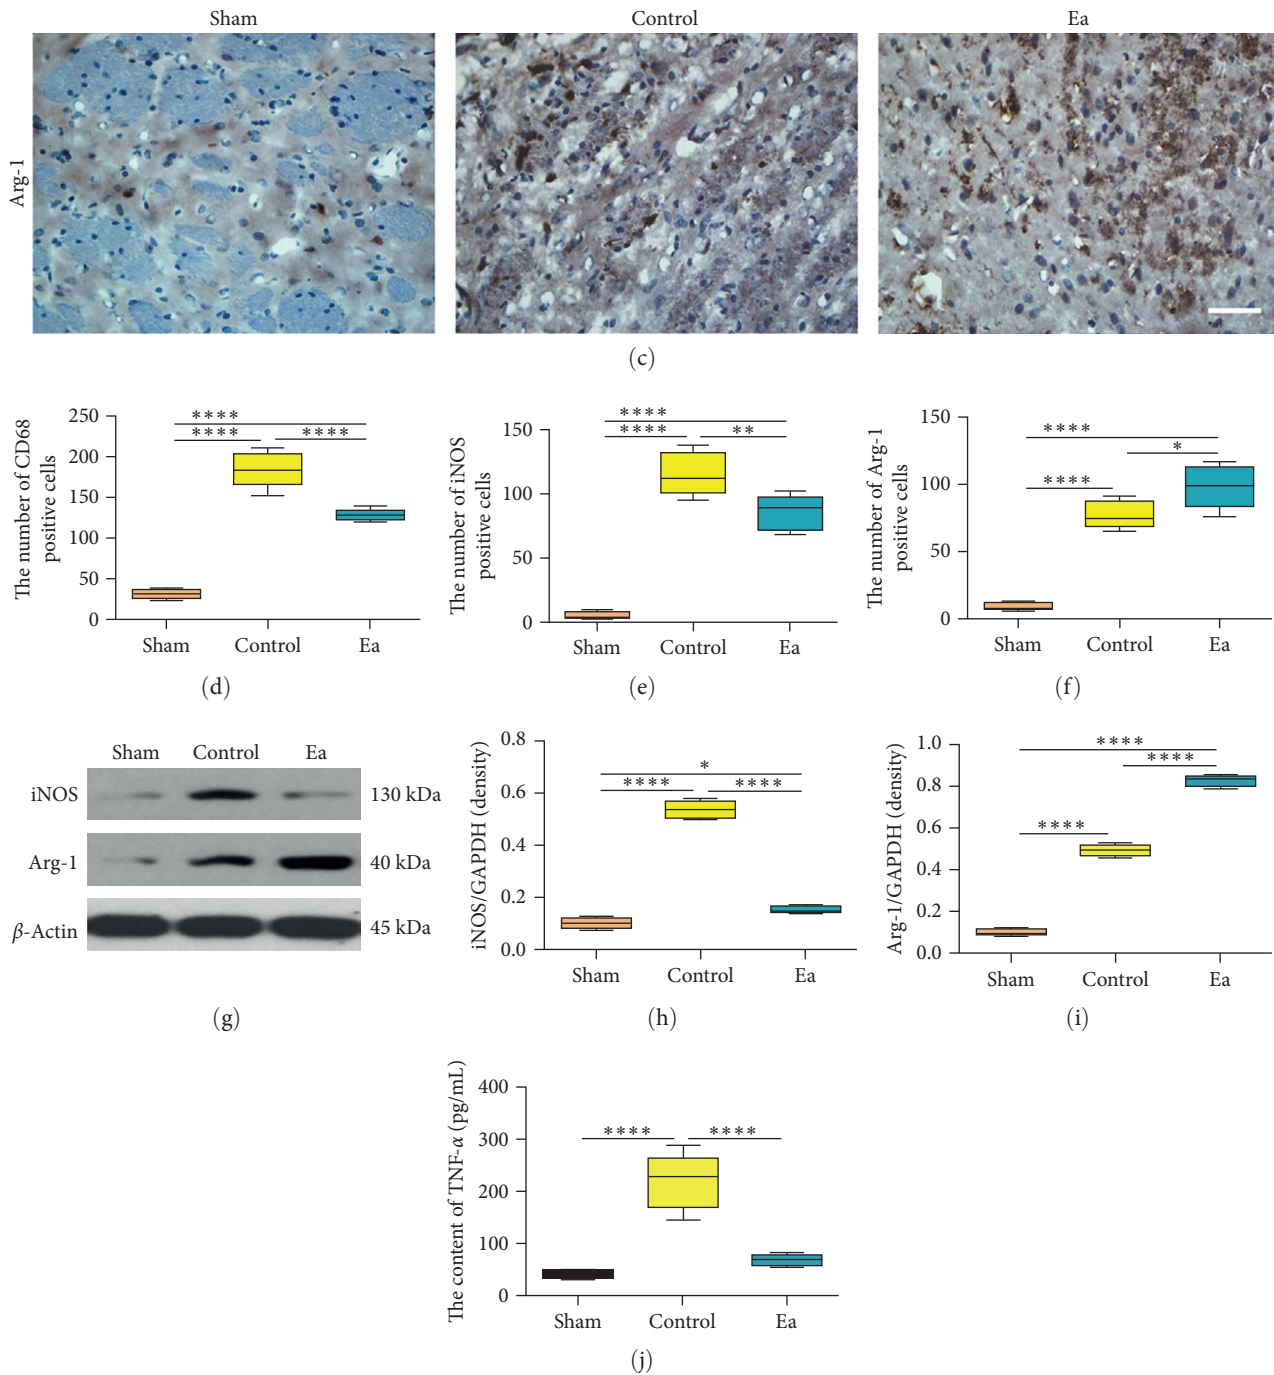 Sham Control Ea
Arg-1
(c)
The number of CD68
positive cells
250
200
150
100
50
0
****
**** ****
Sham Control Ea
(d)
The number of iNOS
positive cells
150
100
50
0
****
**** **
Sham Control Ea
(e)
The number of Arg-1
positive cells
150
100
50
0
****
*
****
Sham Control Ea
(f)
Sham Control Ea
iNOS 130 kDa
Arg-1 40 kDa
β-Actin 45 kDa
(g)
iNOS/GAPDH (density)
0.8
0.6
0.4
0.2
0.0
*
**** ****
Sham Control Ea
(h)
Arg-1/GAPDH (density)
1.0
0.8
0.6
0.4
0.2
0.0
****
****
****
Sham Control Ea
(i)
The content of TNF-α (pg/mL)
400
300
200
100
0
**** ****
Sham Control Ea
(j)